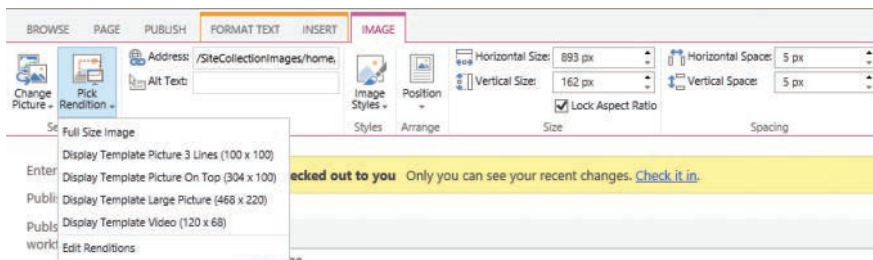 BROWSE PAGE PUBLISH FORMAT TEXT INSERT IMAGE
Change Picture
Pick Rendition
Address: /SiteCollectionImages/home.
Alt Text:
Image Styles
Position
Horizontal Size: 893 px
Vertical Size: 162 px
Lock Aspect Ratio
Horizontal Space: 5 px
Vertical Space: 5 px
Se Styles Arrange Size Spacing
Full Size Image
Display Template Picture 3 Lines (100 x 100)
Display Template Picture On Top (304 x 100)
Display Template Large Picture (468 x 220)
Display Template Video (120 x 68)
Edit Renditions
Enter
Publi
Publs
workf
ecked out to you Only you can see your recent changes. Check it in.